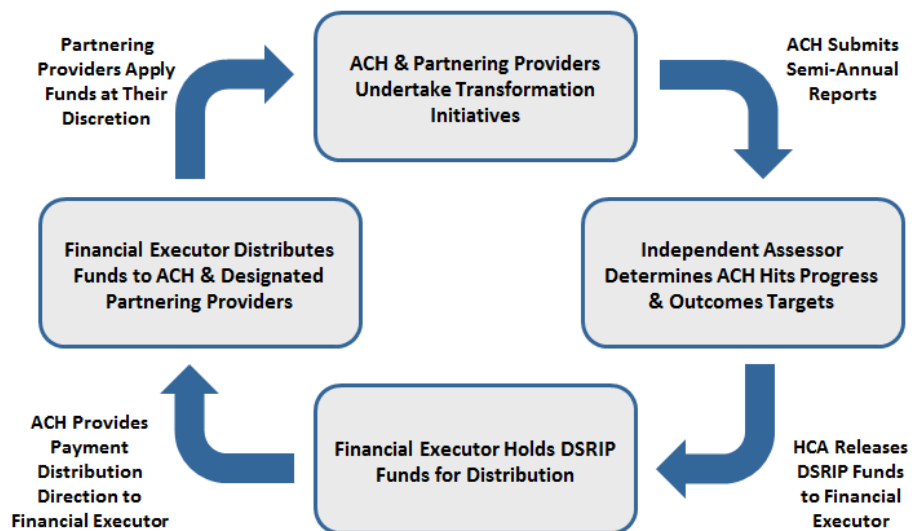 Partnering
Providers Apply
Funds at Their
Discretion
ACH & Partnering Providers
Undertake Transformation
Initiatives
ACH Submits
Semi-Annual
Reports
Financial Executor Distributes
Funds to ACH & Designated
Partnering Providers
Independent Assessor
Determines ACH Hits Progress
& Outcomes Targets
ACH Provides
Payment
Distribution
Direction to
Financial Executor
Financial Executor Holds DSRIP
Funds for Distribution
HCA Releases
DSRIP Funds
to Financial
Executor